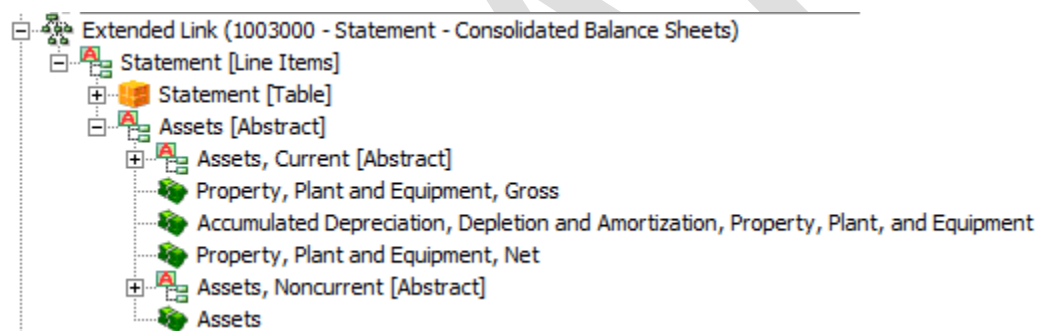 Extended Link (1003000 - Statement - Consolidated Balance Sheets)
Statement [Line Items]
Statement [Table]
Assets [Abstract]
Assets, Current [Abstract]
Property, Plant and Equipment, Gross
Accumulated Depreciation, Depletion and Amortization, Property, Plant, and Equipment
Property, Plant and Equipment, Net
Assets, Noncurrent [Abstract]
Assets